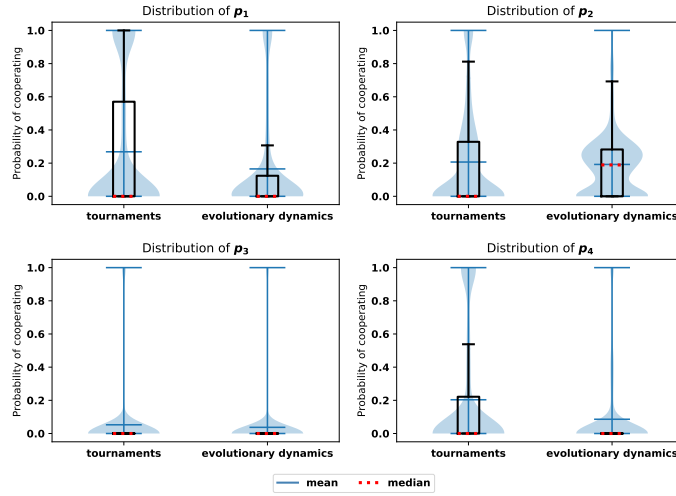 Distribution of p1
Probability of cooperating
1.0
0.8
0.6
0.4
0.2
0.0
tournaments evolutionary dynamics
Distribution of p2
Probability of cooperating
1.0
0.8
0.6
0.4
0.2
0.0
tournaments evolutionary dynamics
Distribution of p3
Probability of cooperating
1.0
0.8
0.6
0.4
0.2
0.0
tournaments evolutionary dynamics
Distribution of p4
Probability of cooperating
1.0
0.8
0.6
0.4
0.2
0.0
tournaments evolutionary dynamics
mean median